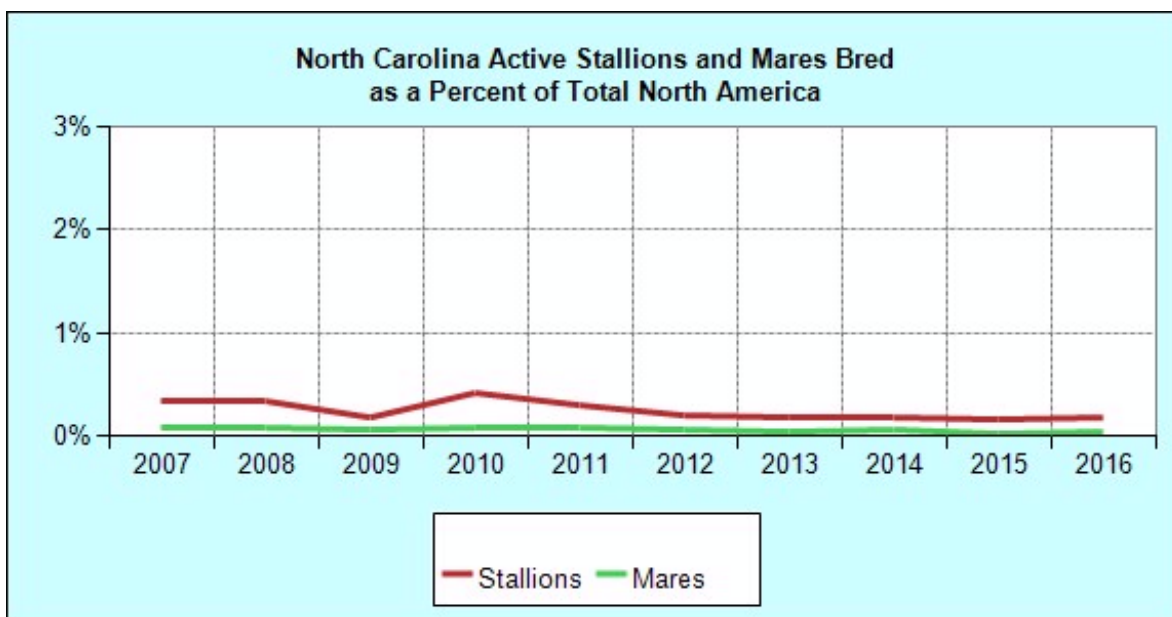 North Carolina Active Stallions and Mares Bred
as a Percent of Total North America
3%
2%
1%
0%
2007 2008 2009 2010 2011 2012 2013 2014 2015 2016
Stallions Mares